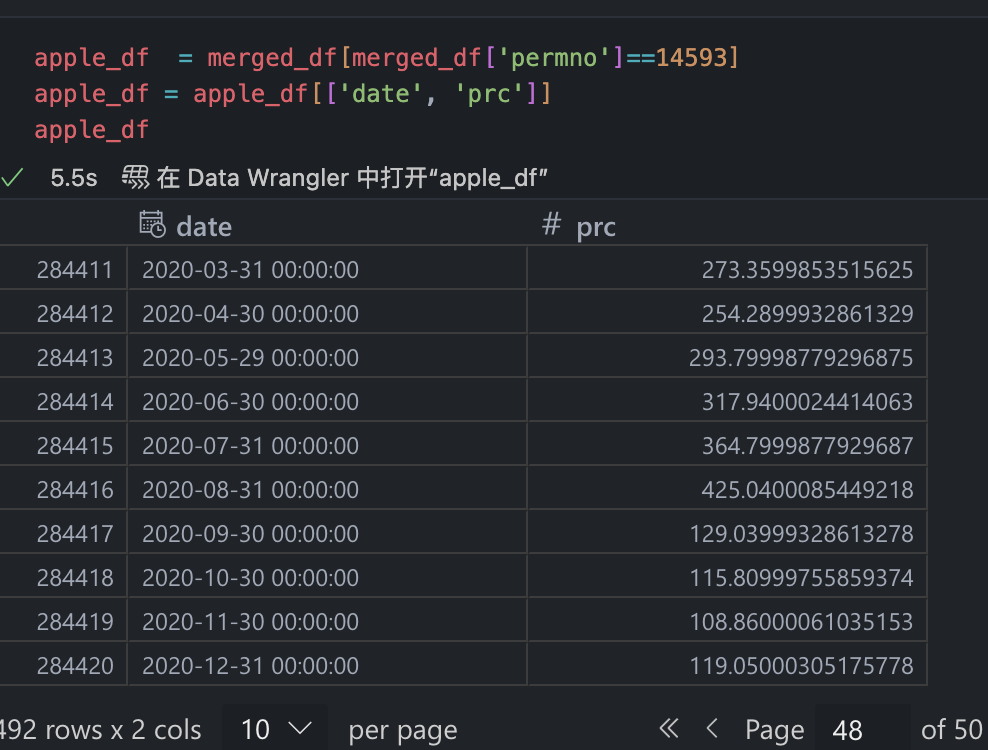 apple_df  = merged_df[merged_df['permno']==14593]
apple_df = apple_df[['date', 'prc']]
apple_df
5.5s 在 Data Wrangler 中打开“apple_df”
date # prc
284411 2020-03-31 00:00:00 273.3599853515625
284412 2020-04-30 00:00:00 254.2899932861329
284413 2020-05-29 00:00:00 293.79998779296875
284414 2020-06-30 00:00:00 317.9400024414063
284415 2020-07-31 00:00:00 364.7999877929687
284416 2020-08-31 00:00:00 425.0400085449218
284417 2020-09-30 00:00:00 129.03999328613278
284418 2020-10-30 00:00:00 115.80999755859374
284419 2020-11-30 00:00:00 108.86000061035153
284420 2020-12-31 00:00:00 119.05000305175778
492 rows x 2 cols 10 per page Page 48 of 50